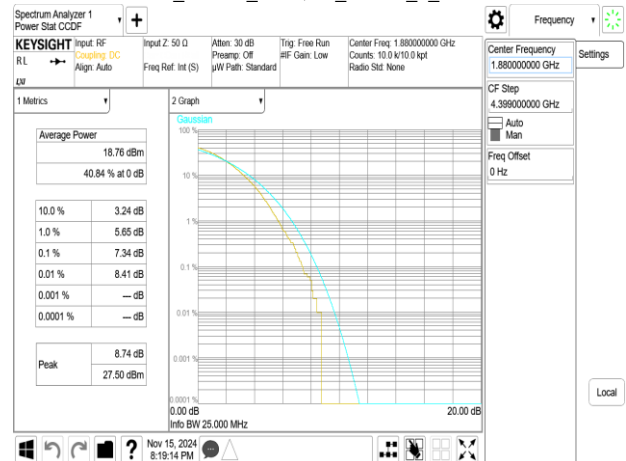 Spectrum Analyzer 1
Power Stat CCDF
Frequency
KEYSIGHT
RL
LXI
Input: RF
Coupling: DC
Align: Auto
Input Z: 50 Ω
Freq Ref: Int (S)
Atten: 30 dB
Preamp: Off
µW Path: Standard
Trig: Free Run
#IF Gain: Low
Center Freq: 1.880000000 GHz
Counts: 10.0 k/10.0 kpt
Radio Std: None
Center Frequency
1.880000000 GHz
Settings
CF Step
4.399000000 GHz
Auto
Man
Freq Offset
0 Hz
Local
1 Metrics
Average Power
18.76 dBm
40.84 % at 0 dB
10.0 % 3.24 dB
1.0 % 5.65 dB
0.1 % 7.34 dB
0.01 % 8.41 dB
0.001 % --- dB
0.0001 % --- dB
Peak 8.74 dB
27.50 dBm
2 Graph
Gaussian
100 %
10 %
1 %
0.1 %
0.01 %
0.001 %
0.0001 %
0.00 dB 20.00 dB
Info BW 25.000 MHz
?
Nov 15, 2024
8:19:14 PM